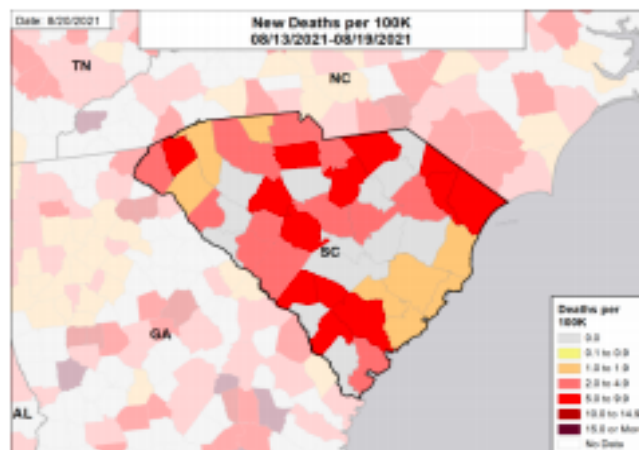 Date: 8/20/2021
New Deaths per 100K
08/13/2021-08/19/2021
TN
NC
SC
GA
AL
Deaths per
100K
0.0
0.1 to 0.9
1.0 to 1.9
2.0 to 4.9
5.0 to 9.9
10.0 to 14.9
15.0 or Mor
No Data